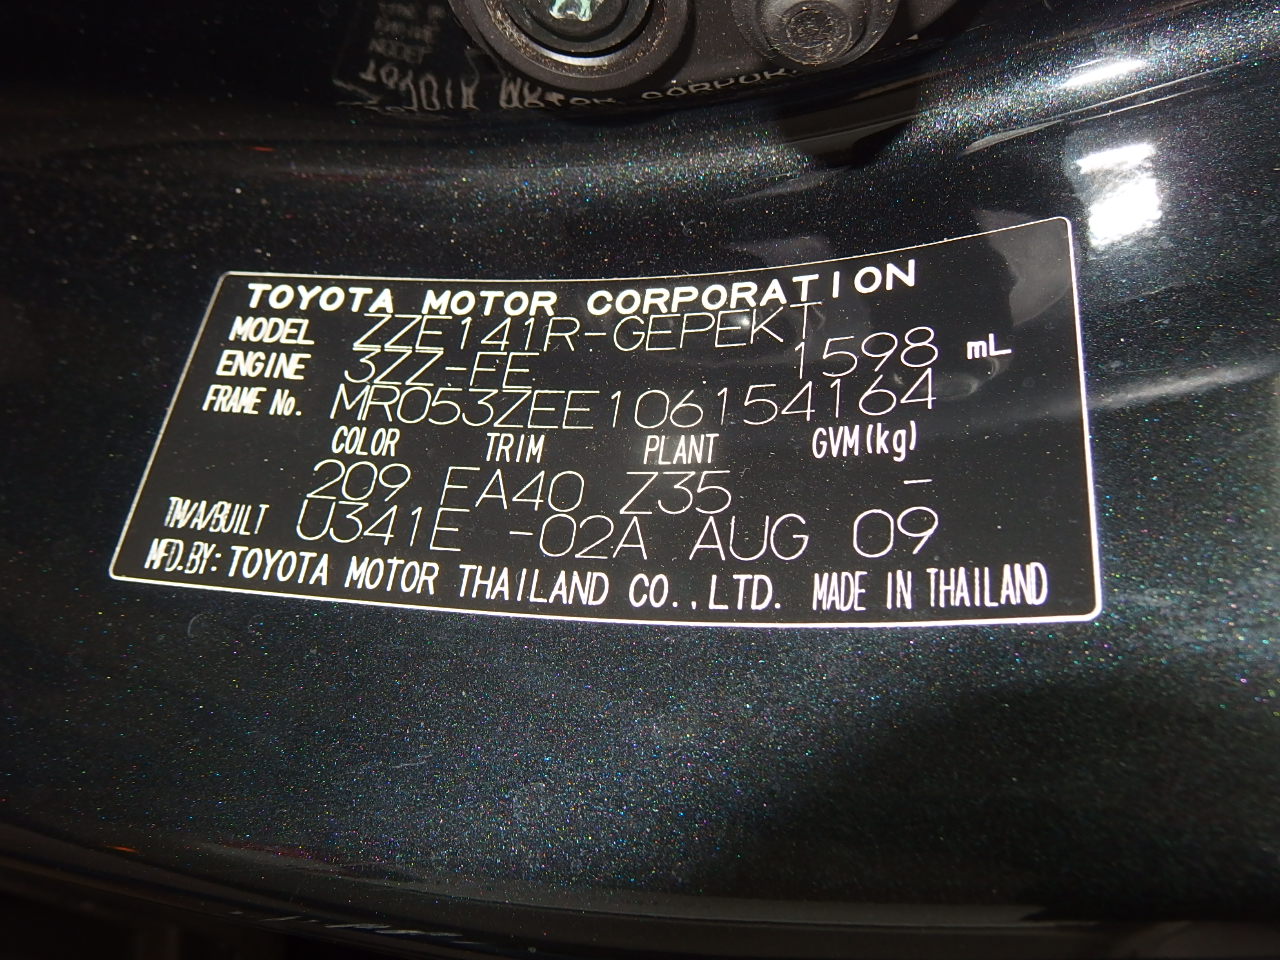 TOYOTA MOTOR CORPORATION
MODEL ZZE141R-GEPEKT
ENGINE 3ZZ-FE 1598 mL
FRAME No. MR053ZEE106154164
COLOR TRIM PLANT GVM(kg)
209 FA40 Z35 -
TM/A/BUILT U341E -02A AUG 09
MFD.BY: TOYOTA MOTOR THAILAND CO.,LTD. MADE IN THAILAND